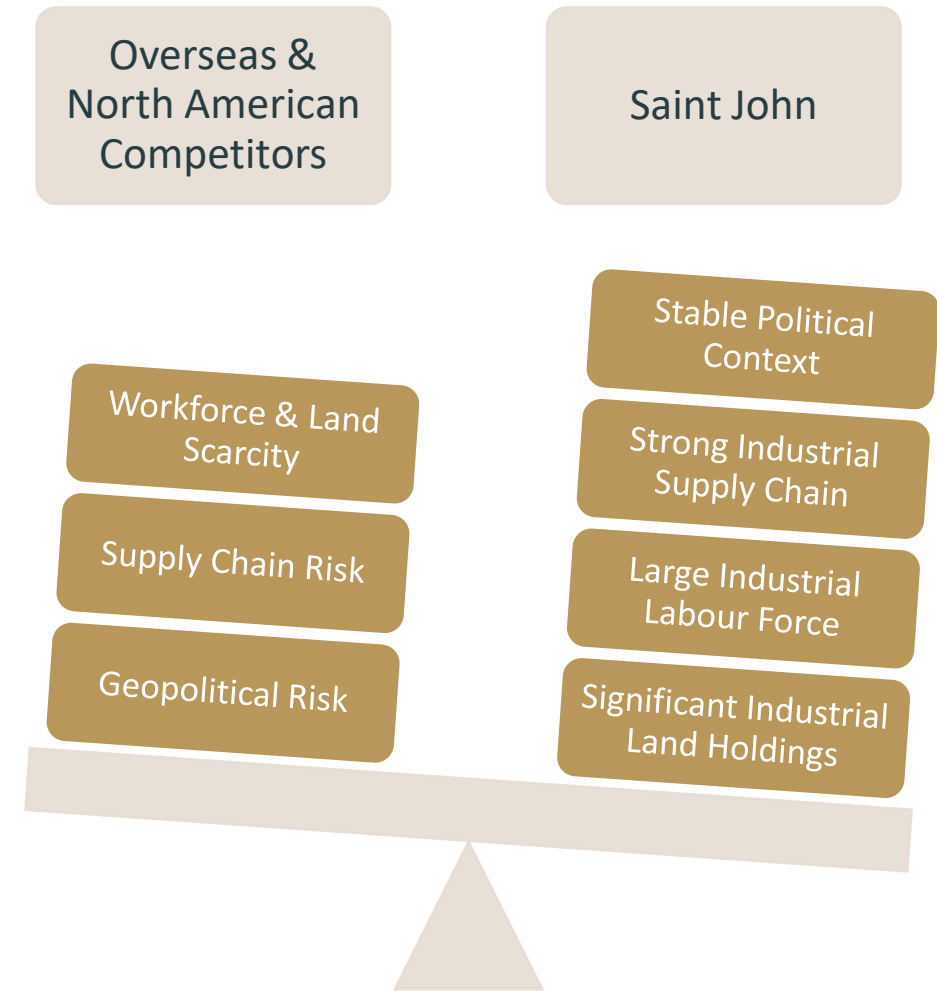 Overseas &
North American
Competitors
Saint John
Workforce & Land
Scarcity
Supply Chain Risk
Geopolitical Risk
Stable Political
Context
Strong Industrial
Supply Chain
Large Industrial
Labour Force
Significant Industrial
Land Holdings